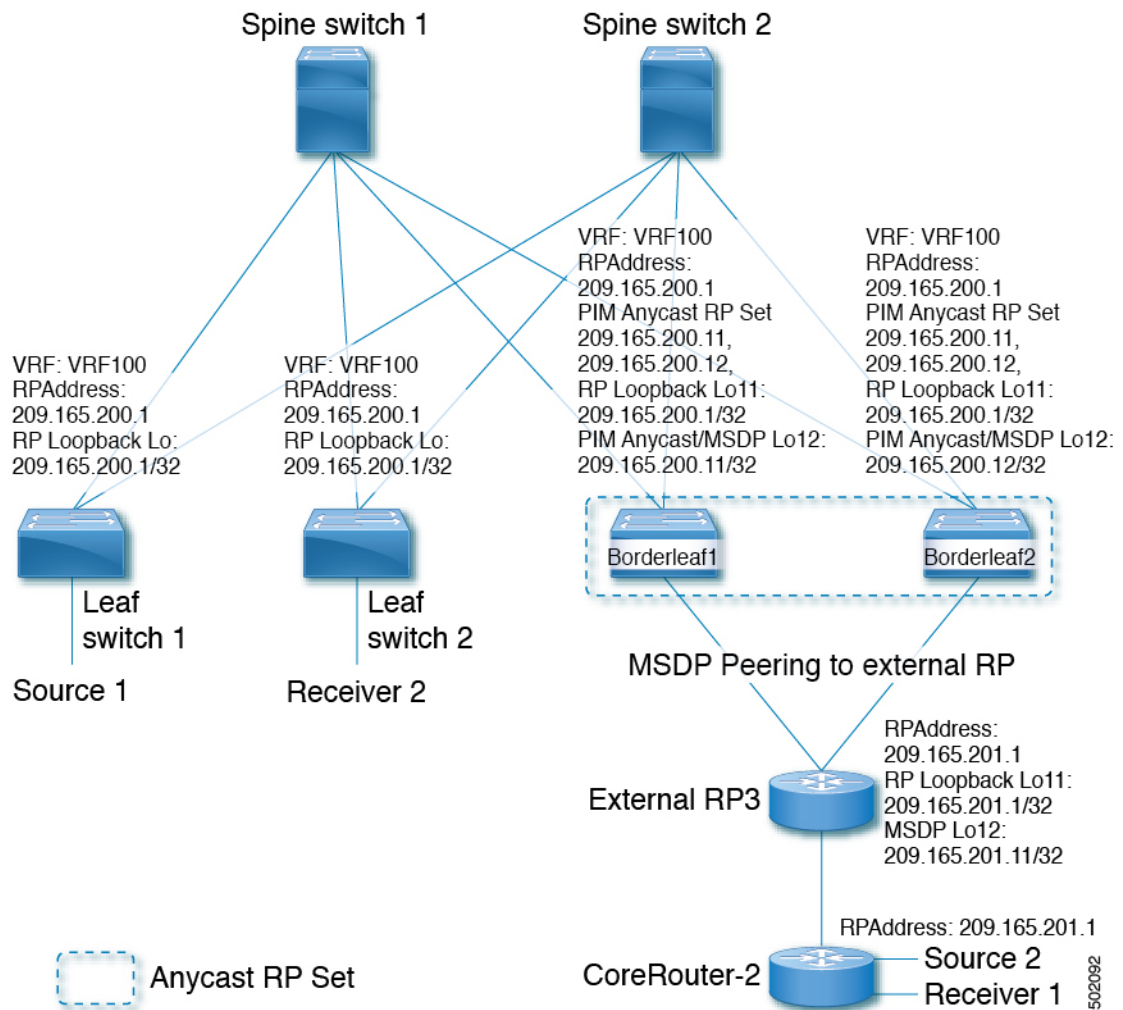 Spine switch 1
Spine switch 2
VRF: VRF100
RPAddress:
209.165.200.1
PIM Anycast RP Set
209.165.200.11,
209.165.200.12,
RP Loopback Lo11:
209.165.200.1/32
PIM Anycast/MSDP Lo12:
209.165.200.11/32
VRF: VRF100
RPAddress:
209.165.200.1
PIM Anycast RP Set
209.165.200.11,
209.165.200.12,
RP Loopback Lo11:
209.165.200.1/32
PIM Anycast/MSDP Lo12:
209.165.200.12/32
VRF: VRF100
RPAddress:
209.165.200.1
RP Loopback Lo:
209.165.200.1/32
VRF: VRF100
RPAddress:
209.165.200.1
RP Loopback Lo:
209.165.200.1/32
Borderleaf1
Borderleaf2
Leaf
switch 1
Leaf
switch 2
Source 1
Receiver 2
MSDP Peering to external RP
External RP3
RPAddress:
209.165.201.1
RP Loopback Lo11:
209.165.201.1/32
MSDP Lo12:
209.165.201.11/32
RPAddress: 209.165.201.1
CoreRouter-2
Source 2
Receiver 1
Anycast RP Set
502092